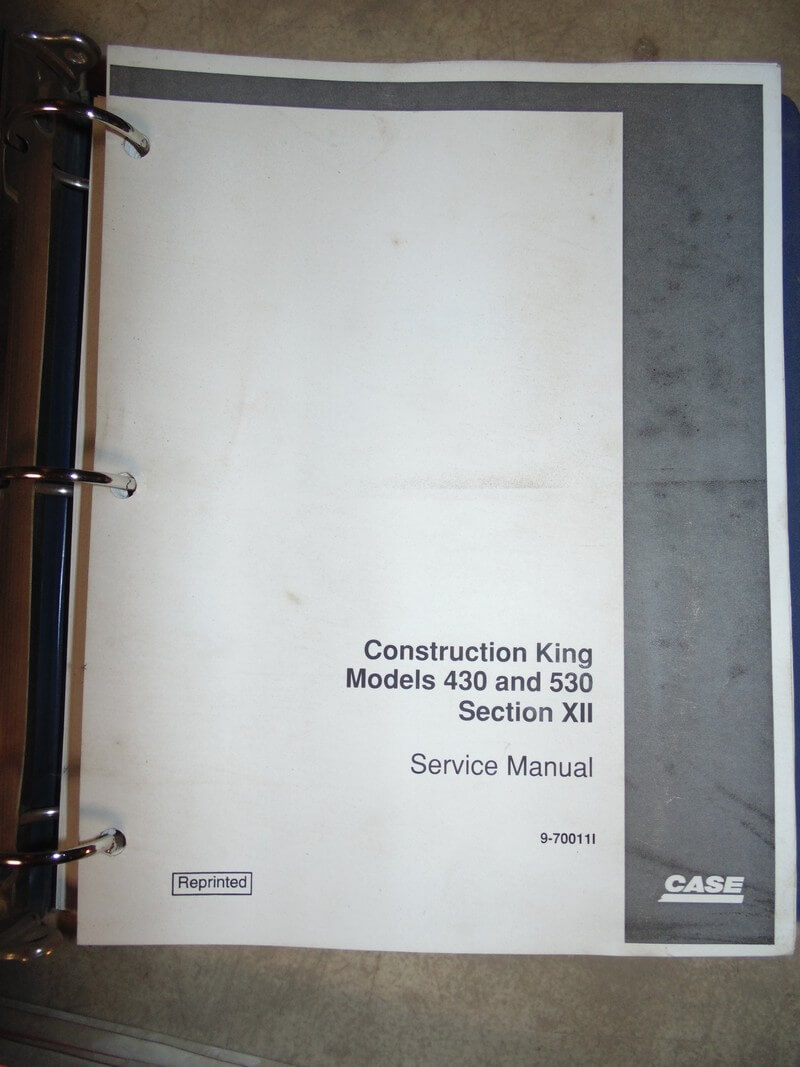 Construction King
Models 430 and 530
Section XII
Service Manual
9-70011I
Reprinted
CASE